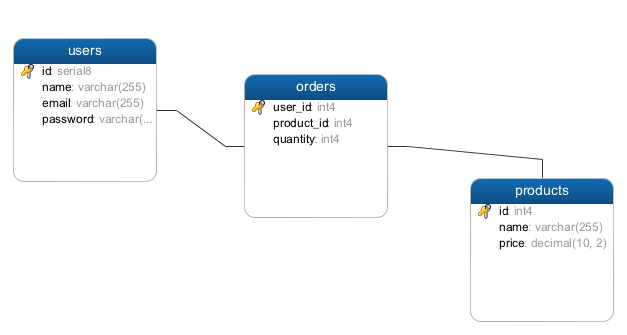 users
id: serial8
name: varchar(255)
email: varchar(255)
password: varchar(...
orders
user_id: int4
product_id: int4
quantity: int4
products
id: int4
name: varchar(255)
price: decimal(10, 2)